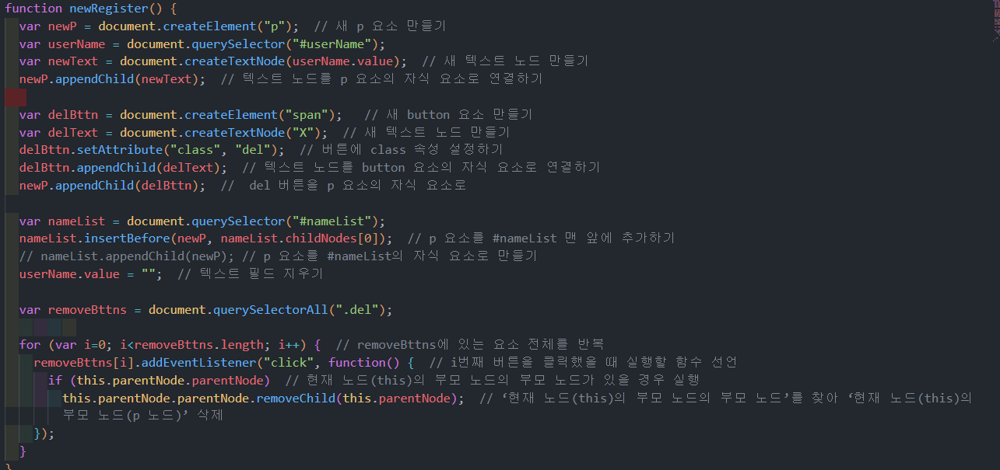 function newRegister() {
  var newP = document.createElement("p");  // 새 p 요소 만들기
  var userName = document.querySelector("#userName");
  var newText = document.createTextNode(userName.value);  // 새 텍스트 노드 만들기
  newP.appendChild(newText);  // 텍스트 노드를 p 요소의 자식 요소로 연결하기
  var delBttn = document.createElement("span");   // 새 button 요소 만들기
  var delText = document.createTextNode("X");  // 새 텍스트 노드 만들기
  delBttn.setAttribute("class", "del");  // 버튼에 class 속성 설정하기
  delBttn.appendChild(delText);  // 텍스트 노드를 button 요소의 자식 요소로 연결하기
  newP.appendChild(delBttn);  //  del 버튼을 p 요소의 자식 요소로
  var nameList = document.querySelector("#nameList");
  nameList.insertBefore(newP, nameList.childNodes[0]);  // p 요소를 #nameList 맨 앞에 추가하기
  // nameList.appendChild(newP); // p 요소를 #nameList의 자식 요소로 만들기
  userName.value = "";  // 텍스트 필드 지우기
  var removeBttns = document.querySelectorAll(".del");
  for (var i=0; i<removeBttns.length; i++) {  // removeBttns에 있는 요소 전체를 반복
    removeBttns[i].addEventListener("click", function() {  // i번째 버튼을 클릭했을 때 실행할 함수 선언
      if (this.parentNode.parentNode)  // 현재 노드(this)의 부모 노드의 부모 노드가 있을 경우 실행
        this.parentNode.parentNode.removeChild(this.parentNode);  // ‘현재 노드(this)의 부모 노드의 부모 노드’를 찾아 ‘현재 노드(this)의
        부모 노드(p 노드)’ 삭제
    });
  }
}